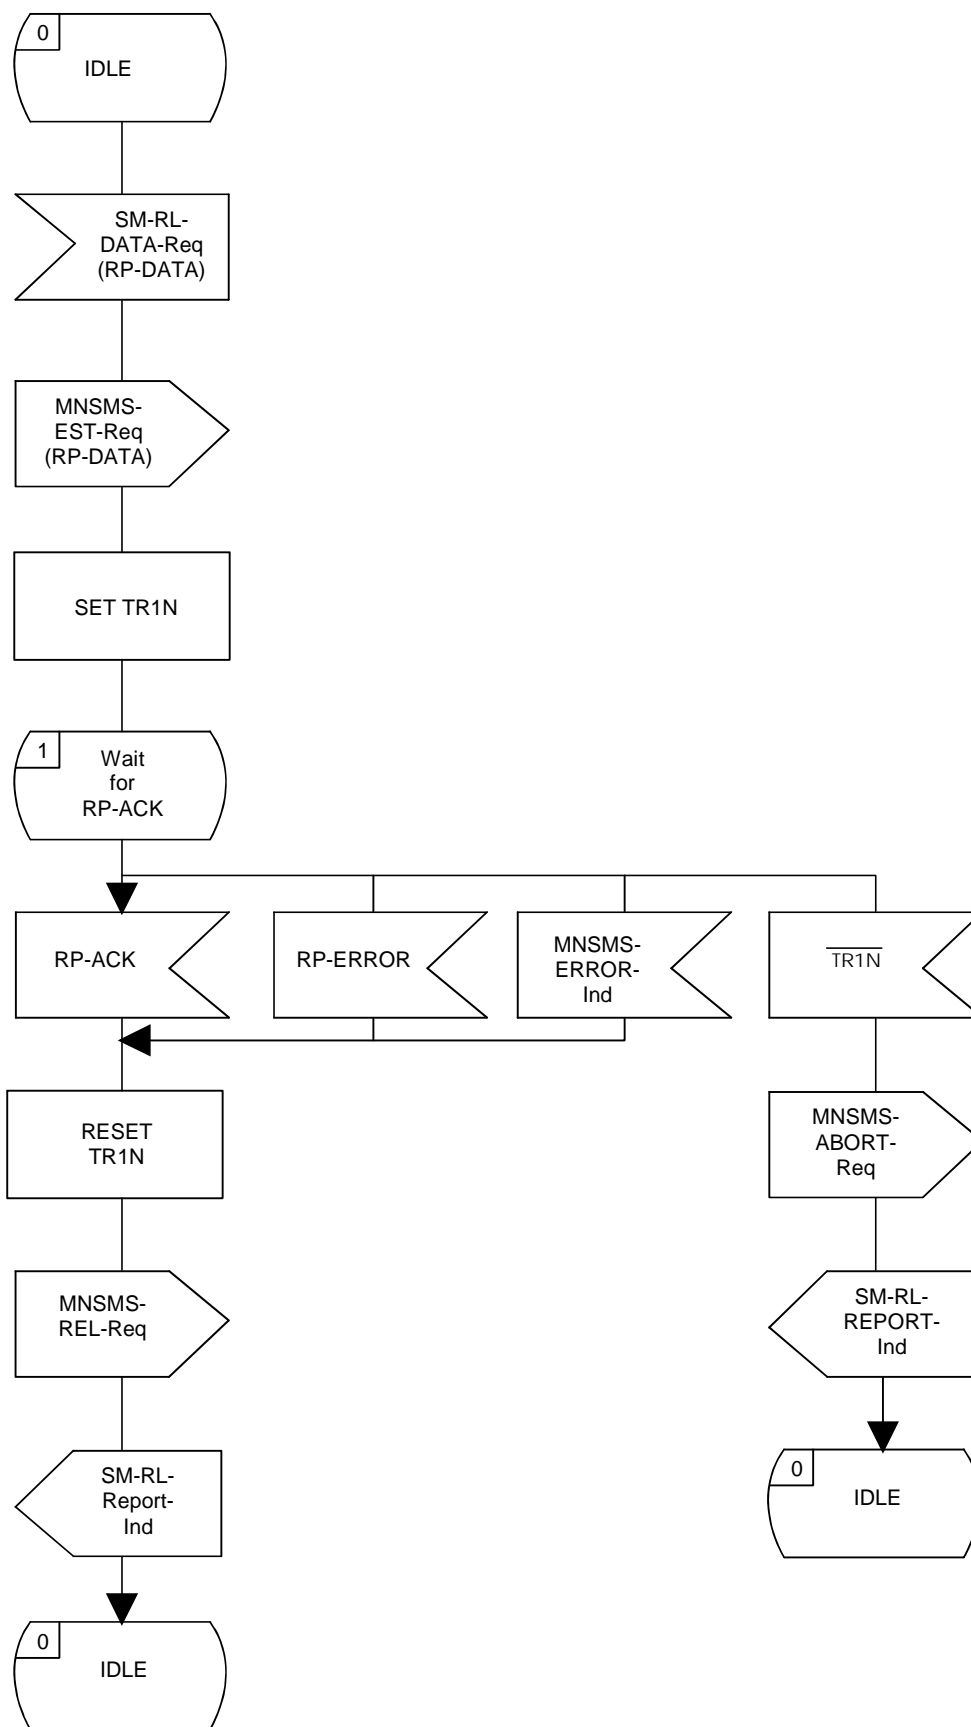 0
IDLE
SM-RL-
DATA-Req
(RP-DATA)
MNSMS-
EST-Req
(RP-DATA)
SET TR1N
1
Wait
for
RP-ACK
RP-ACK
RP-ERROR
MNSMS-
ERROR-
Ind
TR1N
RESET
TR1N
MNSMS-
ABORT-
Req
MNSMS-
REL-Req
SM-RL-
REPORT-
Ind
SM-RL-
Report-
Ind
0
IDLE
0
IDLE